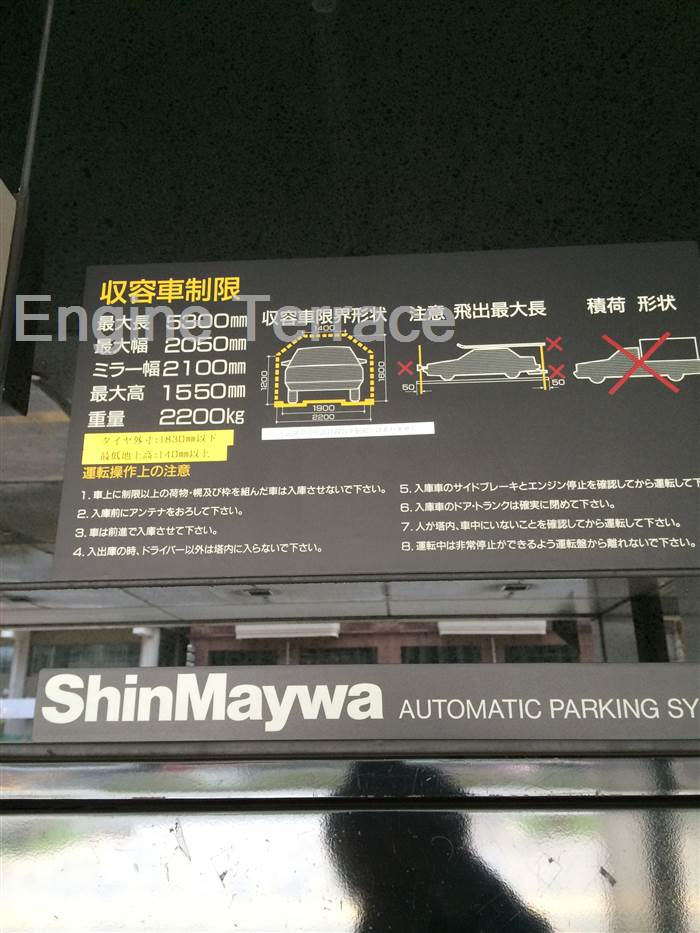 収容車制限
最大長 5300㎜
最大幅 2050㎜
ミラー幅 2100㎜
最大高 1550㎜
重量 2200kg
タイヤ外寸:1830㎜以下
最低地上高:140㎜以上
収容車限界形状
1400
1200
1600
1900
2200
注意 飛出最大長
50
50
積荷 形状
運転操作上の注意
1. 車上に制限以上の荷物・幌及び枠を組んだ車は入庫させないで下さい。
2. 入庫前にアンテナをおろして下さい。
3. 車は前進で入庫させて下さい。
4. 入出庫の時、ドライバー以外は塔内に入らないで下さい。
5. 入庫車のサイドブレーキとエンジン停止を確認してから運転して下
6. 入庫車のドア・トランクは確実に閉めて下さい。
7. 人が塔内、車中にいないことを確認してから運転して下さい。
8. 運転中は非常停止ができるよう運転盤から離れないで下さい。
Engine Terrace
ShinMaywa AUTOMATIC PARKING SY